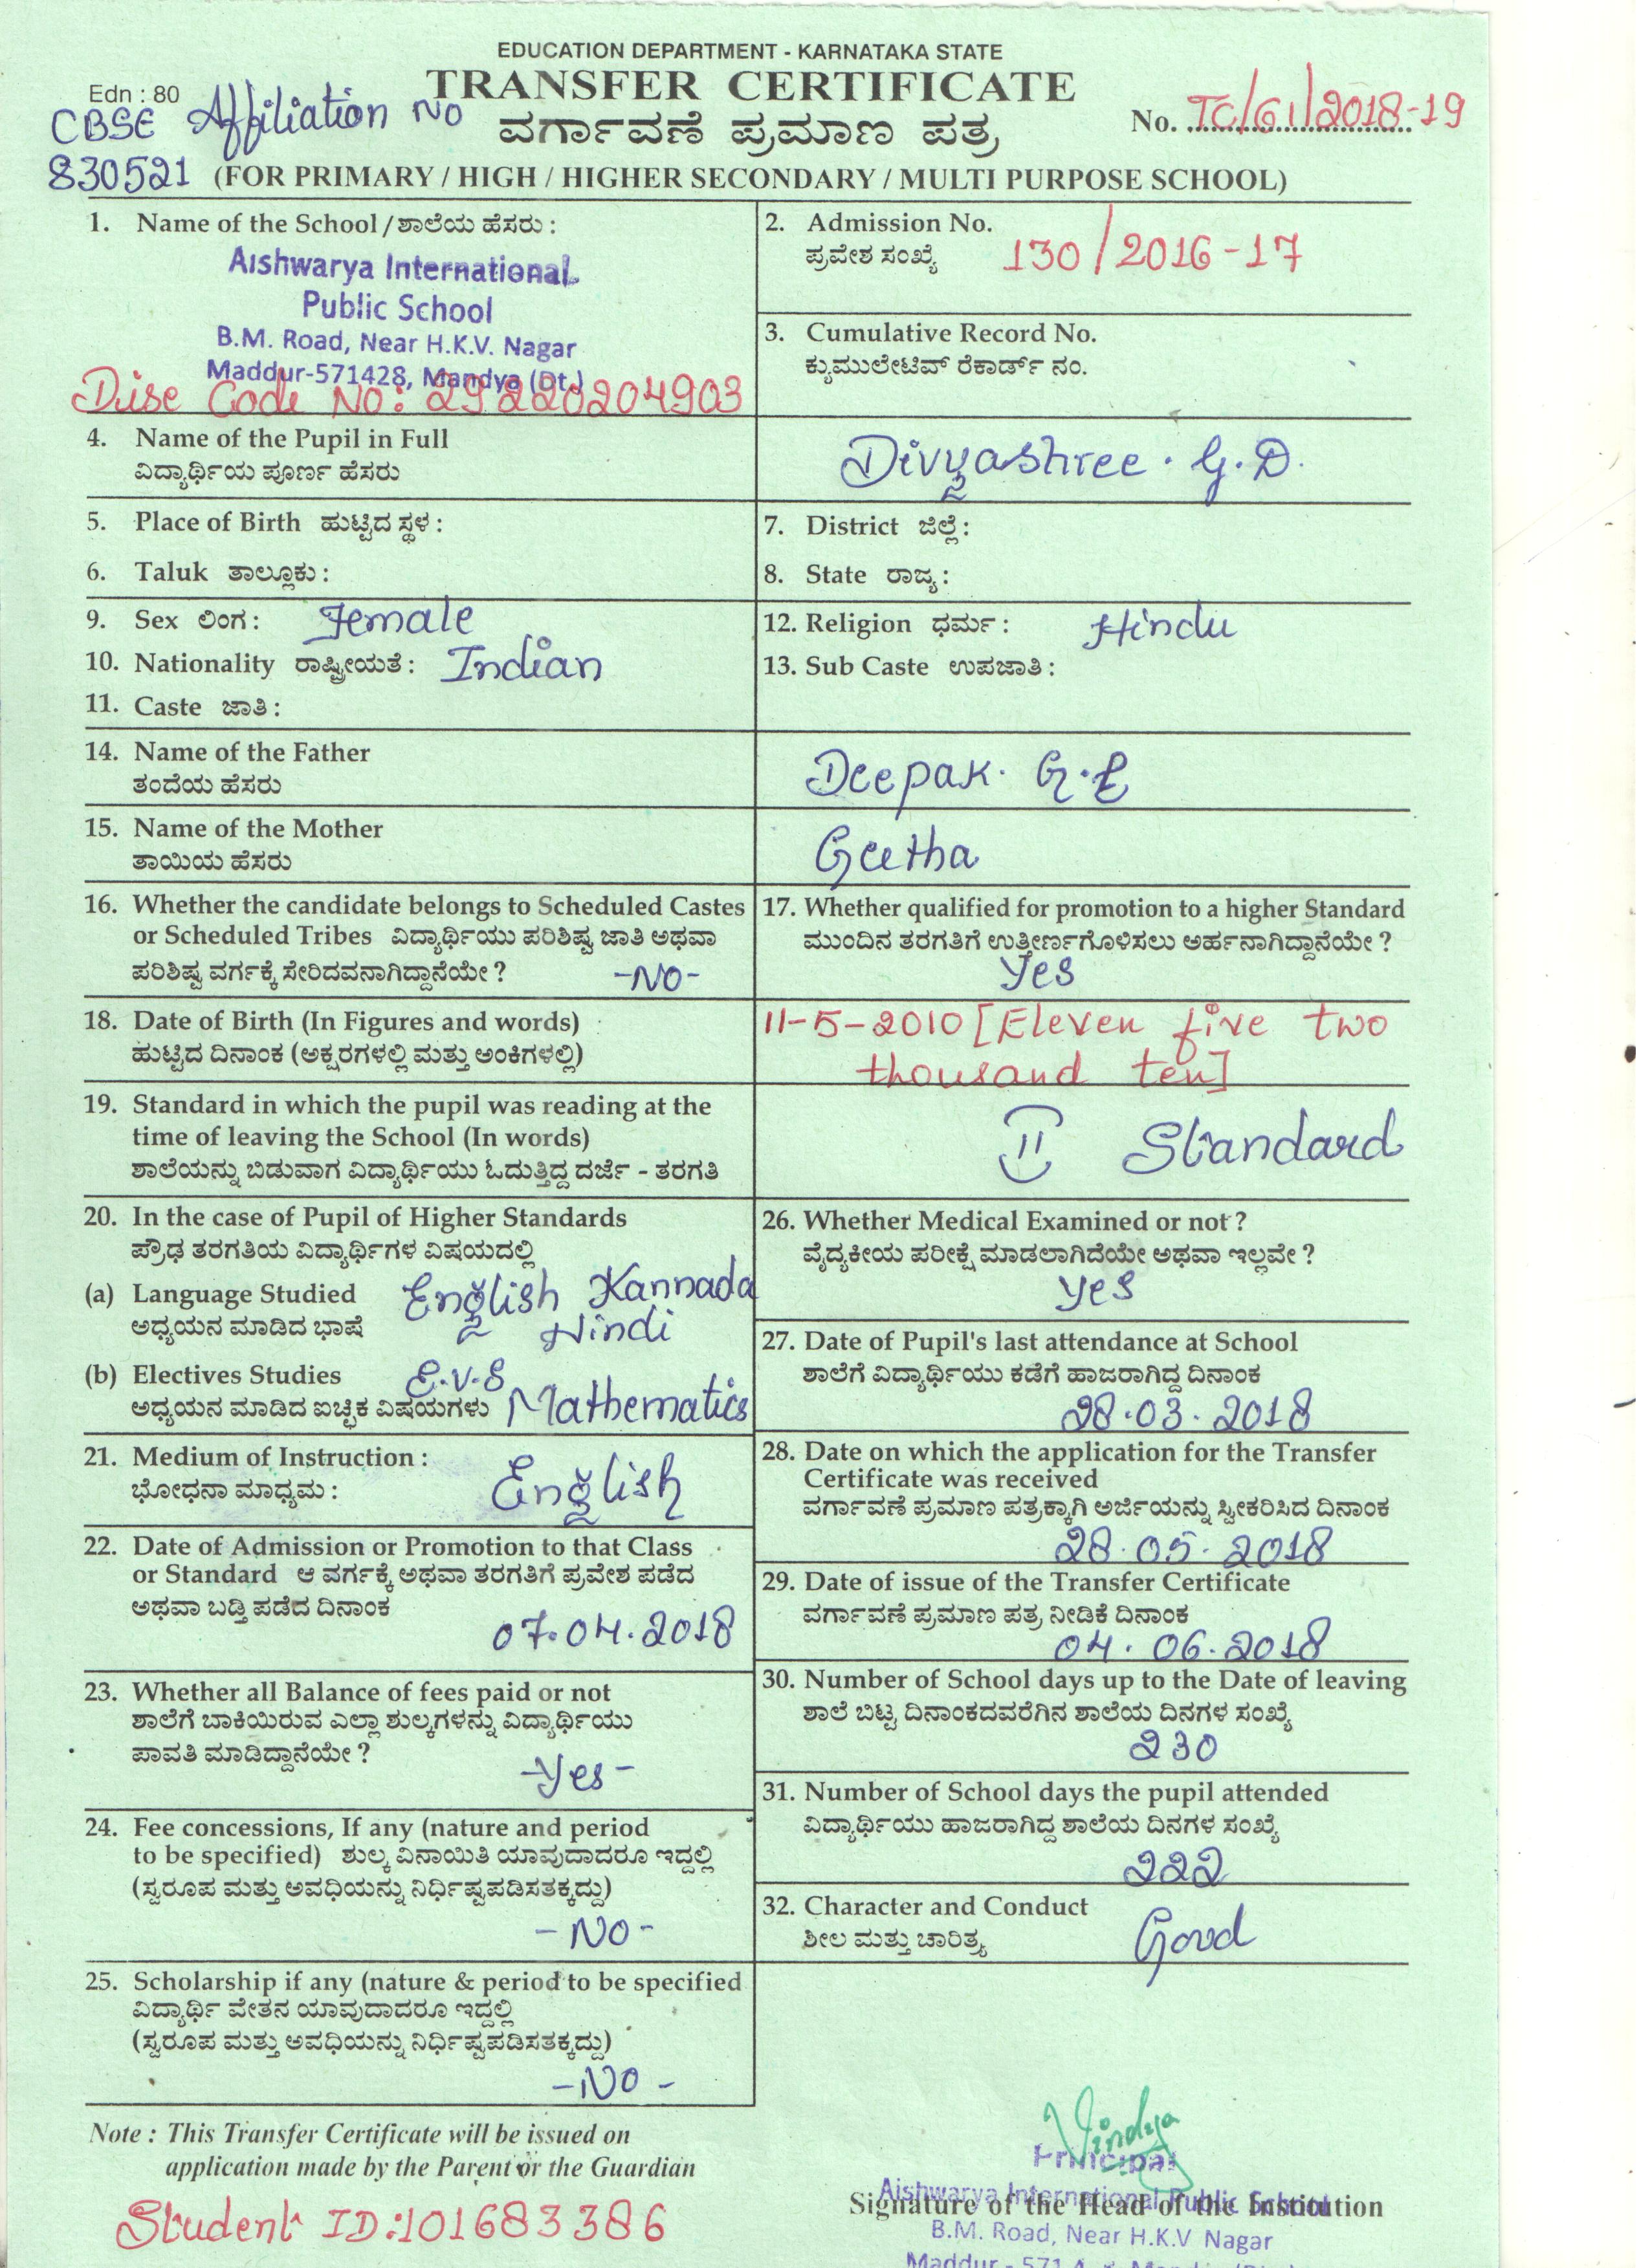 EDUCATION DEPARTMENT - KARNATAKA STATE
Edn : 80
TRANSFER CERTIFICATE
CBSE Affiliation No
830521
ವರ್ಗಾವಣೆ ಪ್ರಮಾಣ ಪತ್ರ
No. TC/61/2018-19
(FOR PRIMARY / HIGH / HIGHER SECONDARY / MULTI PURPOSE SCHOOL)
1. Name of the School / ಶಾಲೆಯ ಹೆಸರು :
Aishwarya International
Public School
B.M. Road, Near H.K.V. Nagar
Maddur-571428, Mandya (Dt.)
Dise Code No: 29220204903
2. Admission No.
ಪ್ರವೇಶ ಸಂಖ್ಯೆ 130/2016-17
3. Cumulative Record No.
ಕ್ಯುಮುಲೇಟಿವ್ ರೆಕಾರ್ಡ್ ನಂ.
4. Name of the Pupil in Full
ವಿದ್ಯಾರ್ಥಿಯ ಪೂರ್ಣ ಹೆಸರು
Divyashree. G.D.
5. Place of Birth ಹುಟ್ಟಿದ ಸ್ಥಳ :
6. Taluk ತಾಲ್ಲೂಕು :
7. District ಜಿಲ್ಲೆ :
8. State ರಾಜ್ಯ :
9. Sex ಲಿಂಗ : Female
10. Nationality ರಾಷ್ಟ್ರೀಯತೆ : Indian
11. Caste ಜಾತಿ :
12. Religion ಧರ್ಮ : Hindu
13. Sub Caste ಉಪಜಾತಿ :
14. Name of the Father
ತಂದೆಯ ಹೆಸರು
Deepak. G.E
15. Name of the Mother
ತಾಯಿಯ ಹೆಸರು
Geetha
16. Whether the candidate belongs to Scheduled Castes
or Scheduled Tribes ವಿದ್ಯಾರ್ಥಿಯು ಪರಿಶಿಷ್ಟ ಜಾತಿ ಅಥವಾ
ಪರಿಶಿಷ್ಟ ವರ್ಗಕ್ಕೆ ಸೇರಿದವನಾಗಿದ್ದಾನೆಯೇ ? -No-
17. Whether qualified for promotion to a higher Standard
ಮುಂದಿನ ತರಗತಿಗೆ ಉತ್ತೀರ್ಣಗೊಳಿಸಲು ಅರ್ಹನಾಗಿದ್ದಾನೆಯೇ ?
Yes
18. Date of Birth (In Figures and words) :
ಹುಟ್ಟಿದ ದಿನಾಂಕ (ಅಕ್ಷರಗಳಲ್ಲಿ ಮತ್ತು ಅಂಕಿಗಳಲ್ಲಿ)
11-5-2010 [Eleven five two
thousand ten]
19. Standard in which the pupil was reading at the
time of leaving the School (In words)
ಶಾಲೆಯನ್ನು ಬಿಡುವಾಗ ವಿದ್ಯಾರ್ಥಿಯು ಓದುತ್ತಿದ್ದ ದರ್ಜೆ - ತರಗತಿ
II Standard
20. In the case of Pupil of Higher Standards
ಪ್ರೌಢ ತರಗತಿಯ ವಿದ್ಯಾರ್ಥಿಗಳ ವಿಷಯದಲ್ಲಿ
(a) Language Studied English Kannada
ಅಧ್ಯಯನ ಮಾಡಿದ ಭಾಷೆ Hindi
(b) Electives Studies E.V.S
ಅಧ್ಯಯನ ಮಾಡಿದ ಐಚ್ಛಿಕ ವಿಷಯಗಳು Mathematics
21. Medium of Instruction :
ಭೋಧನಾ ಮಾಧ್ಯಮ : English
22. Date of Admission or Promotion to that Class
or Standard ಆ ವರ್ಗಕ್ಕೆ ಅಥವಾ ತರಗತಿಗೆ ಪ್ರವೇಶ ಪಡೆದ
ಅಥವಾ ಬಡ್ತಿ ಪಡೆದ ದಿನಾಂಕ
07.04.2018
23. Whether all Balance of fees paid or not
ಶಾಲೆಗೆ ಬಾಕಿಯಿರುವ ಎಲ್ಲಾ ಶುಲ್ಕಗಳನ್ನು ವಿದ್ಯಾರ್ಥಿಯು
ಪಾವತಿ ಮಾಡಿದ್ದಾನೆಯೇ ?
-Yes-
24. Fee concessions, If any (nature and period
to be specified) ಶುಲ್ಕ ವಿನಾಯಿತಿ ಯಾವುದಾದರೂ ಇದ್ದಲ್ಲಿ
(ಸ್ವರೂಪ ಮತ್ತು ಅವಧಿಯನ್ನು ನಿರ್ಧಿಷ್ಟಪಡಿಸತಕ್ಕದ್ದು)
-No-
25. Scholarship if any (nature & period to be specified
ವಿದ್ಯಾರ್ಥಿ ವೇತನ ಯಾವುದಾದರೂ ಇದ್ದಲ್ಲಿ
(ಸ್ವರೂಪ ಮತ್ತು ಅವಧಿಯನ್ನು ನಿರ್ಧಿಷ್ಟಪಡಿಸತಕ್ಕದ್ದು)
-No-
26. Whether Medical Examined or not ?
ವೈದ್ಯಕೀಯ ಪರೀಕ್ಷೆ ಮಾಡಲಾಗಿದೆಯೇ ಅಥವಾ ಇಲ್ಲವೇ ?
Yes
27. Date of Pupil's last attendance at School
ಶಾಲೆಗೆ ವಿದ್ಯಾರ್ಥಿಯು ಕಡೆಗೆ ಹಾಜರಾಗಿದ್ದ ದಿನಾಂಕ
28.03.2018
28. Date on which the application for the Transfer
Certificate was received
ವರ್ಗಾವಣೆ ಪ್ರಮಾಣ ಪತ್ರಕ್ಕಾಗಿ ಅರ್ಜಿಯನ್ನು ಸ್ವೀಕರಿಸಿದ ದಿನಾಂಕ
28.05.2018
29. Date of issue of the Transfer Certificate
ವರ್ಗಾವಣೆ ಪ್ರಮಾಣ ಪತ್ರ ನೀಡಿಕೆ ದಿನಾಂಕ
04.06.2018
30. Number of School days up to the Date of leaving
ಶಾಲೆ ಬಿಟ್ಟ ದಿನಾಂಕದವರೆಗಿನ ಶಾಲೆಯ ದಿನಗಳ ಸಂಖ್ಯೆ
230
31. Number of School days the pupil attended
ವಿದ್ಯಾರ್ಥಿಯು ಹಾಜರಾಗಿದ್ದ ಶಾಲೆಯ ದಿನಗಳ ಸಂಖ್ಯೆ
222
32. Character and Conduct
ಶೀಲ ಮತ್ತು ಚಾರಿತ್ರ್ಯ Good
Note : This Transfer Certificate will be issued on
application made by the Parent or the Guardian
Student ID:101683386
Vindya
Principal
Aishwarya International Public School
Signature of the Head of the Institution
B.M. Road, Near H.K.V Nagar
Maddur - 571